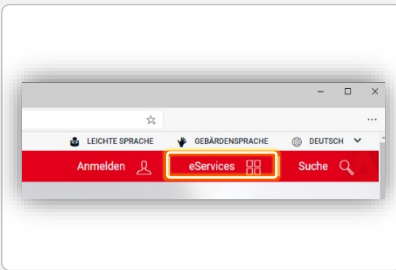 LEICHTE SPRACHE GEBÄRDENSPRACHE DEUTSCH
Anmelden eServices Suche